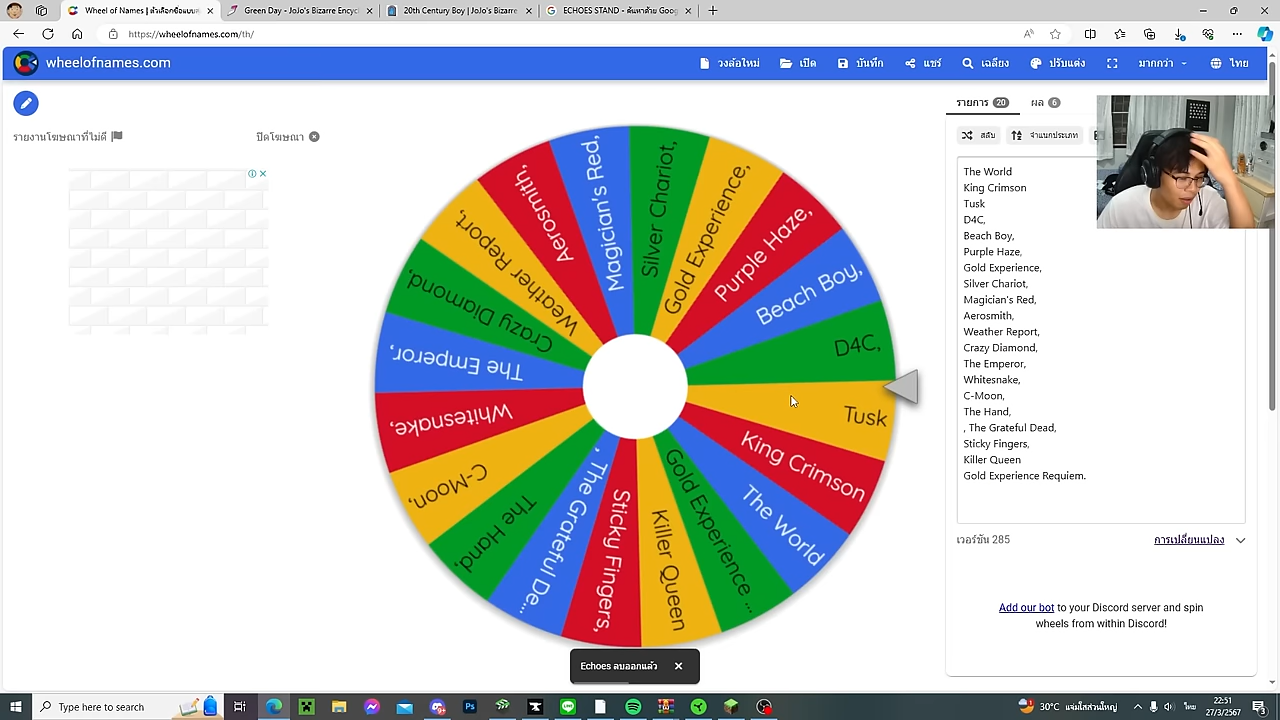 Wheel of Names | ตัวเลือกชื่อแบบส
Green Day - JoJo's Bizarre Encycl
20th Century Boy | JoJo's Bizarre
ECHOES STAND - ค้นหาด้วย Goog
https://wheelofnames.com/th/
wheelofnames.com
วงล้อใหม่ เปิด บันทึก แชร์ เฉลียง ปรับแต่ง มากกว่า ไทย
รายงานโฆษณาที่ไม่ดี
ปิดโฆษณา
Magician's Red,
Silver Chariot,
Gold Experience,
Purple Haze,
Beach Boy,
D4C,
Tusk
King Crimson
The World
Gold Experience ...
Killer Queen
Sticky Fingers,
, The Grateful De...
The Hand,
C-Moon,
Whitesnake,
The Emperor,
Crazy Diamond,
Weather Report,
Aerosmith,
รายการ 20 ผล 6
สลับ จำแนกประเภท
The World
King Crimson
Tusk
D4C,
Beach Boy,
Purple Haze,
Gold Experience,
Silver Chariot,
Magician's Red,
Aerosmith,
Weather Report,
Crazy Diamond,
The Emperor,
Whitesnake,
C-Moon,
The Hand,
, The Grateful Dead,
Sticky Fingers,
Killer Queen
Gold Experience Requiem.
เวอร์ชัน 285 การเปลี่ยนแปลง
Add our bot to your Discord server and spin
wheels from within Discord!
Echoes ลบออกแล้ว
Type here to search
30°C
ไทย
22:51
27/3/2567